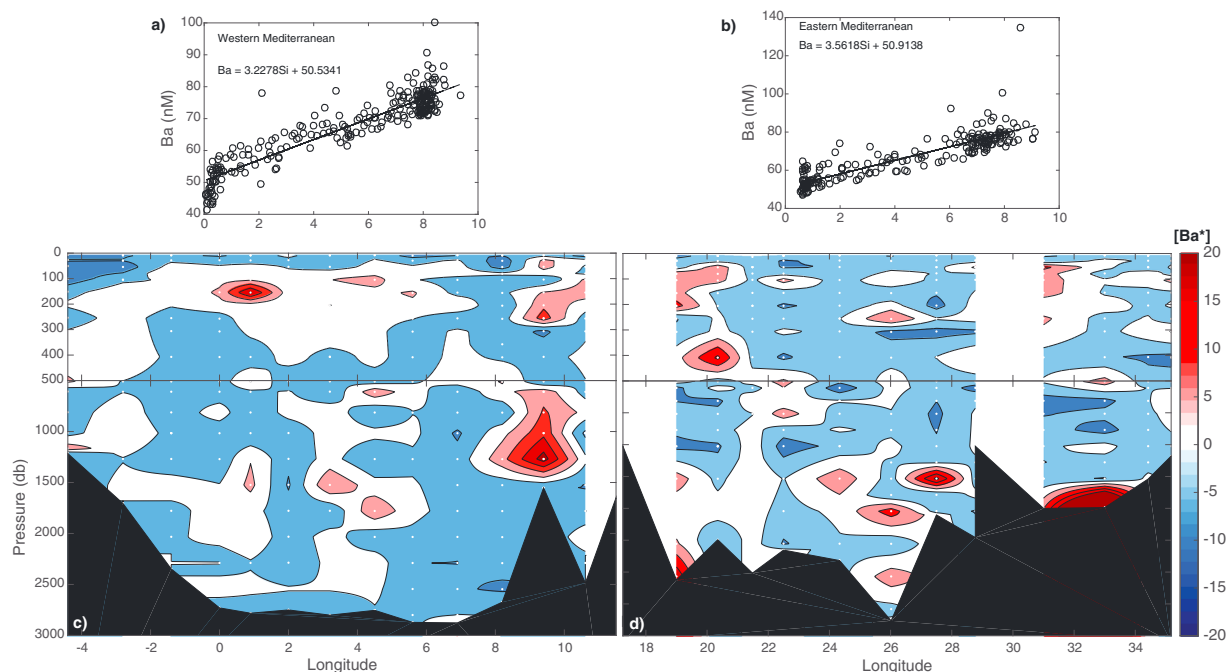 a)
Western Mediterranean
Ba = 3.2278Si + 50.5341
Ba (nM)
100
90
80
70
60
50
40
0 2 4 6 8 10
b)
Eastern Mediterranean
Ba = 3.5618Si + 50.9138
Ba (nM)
140
120
100
80
60
40
0 2 4 6 8 10
Pressure (db)
0
100
200
300
400
500
1000
1500
2000
2500
3000
c)
-4 -2 0 2 4 6 8 10
Longitude
d)
18 20 22 24 26 28 30 32 34
Longitude
[Ba*]
20
15
10
5
0
-5
-10
-15
-20